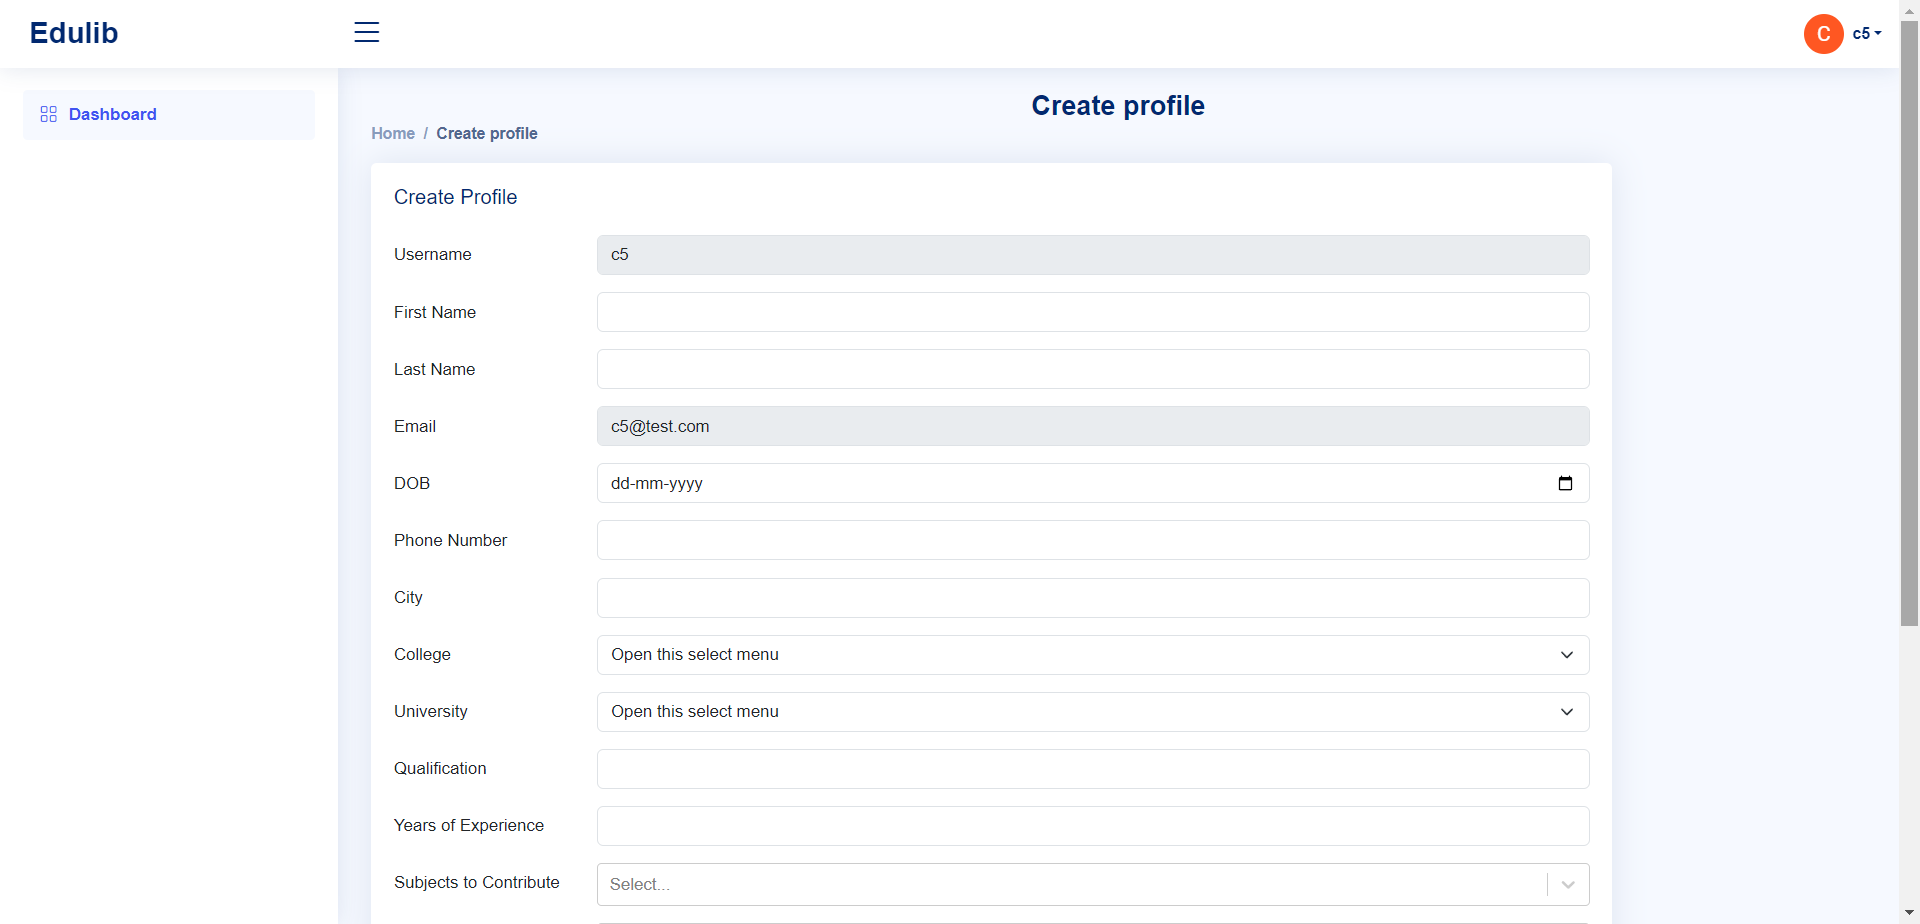 Edulib
C c5
Dashboard
Create profile
Home / Create profile
Create Profile
Username c5
First Name
Last Name
Email c5@test.com
DOB dd-mm-yyyy
Phone Number
City
College Open this select menu
University Open this select menu
Qualification
Years of Experience
Subjects to Contribute Select...